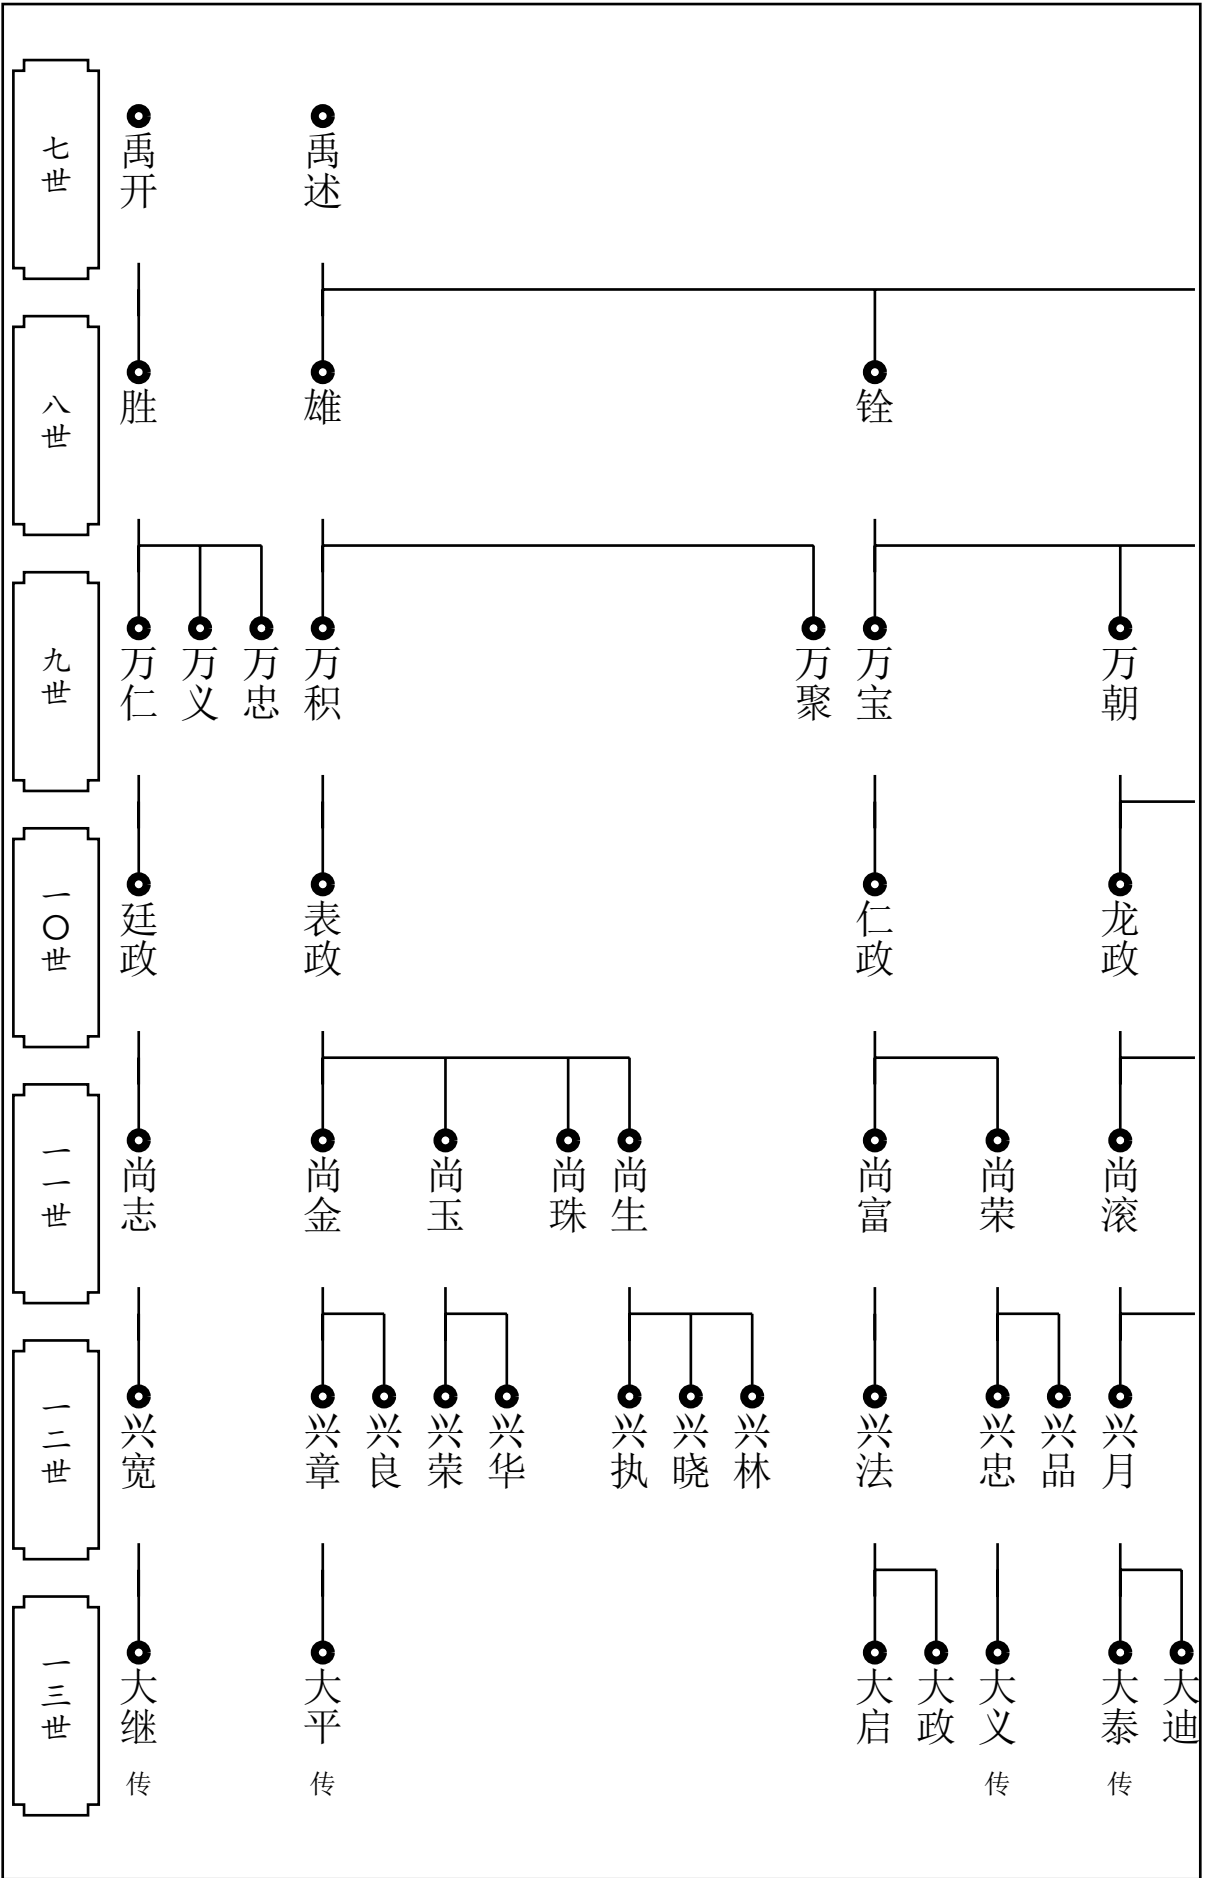 七世
禹开
禹述
八世
胜
雄
铨
九世
万仁
万义
万忠
万积
万聚
万宝
万朝
一〇世
廷政
表政
仁政
龙政
一一世
尚志
尚金
尚玉
尚珠
尚生
尚富
尚荣
尚滚
一二世
兴宽
兴章
兴良
兴荣
兴华
兴执
兴晓
兴林
兴法
兴忠
兴品
兴月
一三世
大继
传
大平
传
大启
大政
大义
传
大泰
传
大迪